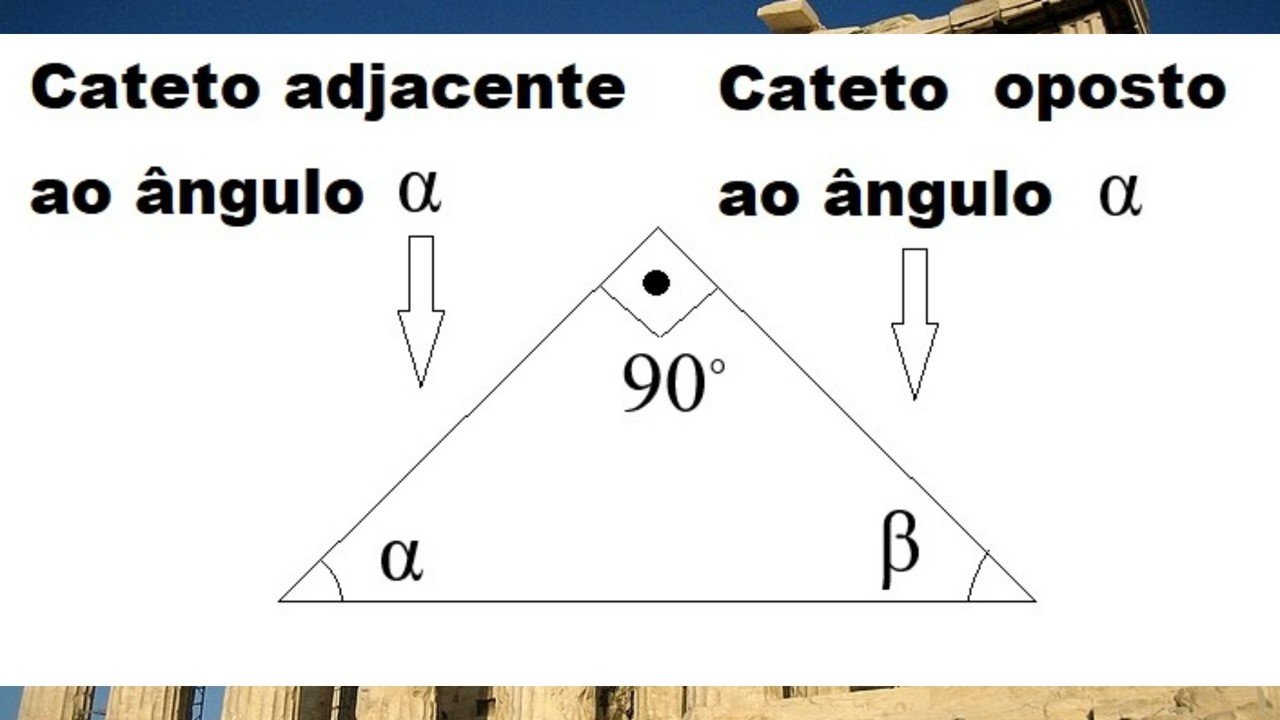 Cateto adjacente
ao ângulo α
Cateto oposto
ao ângulo α
90°
α
β